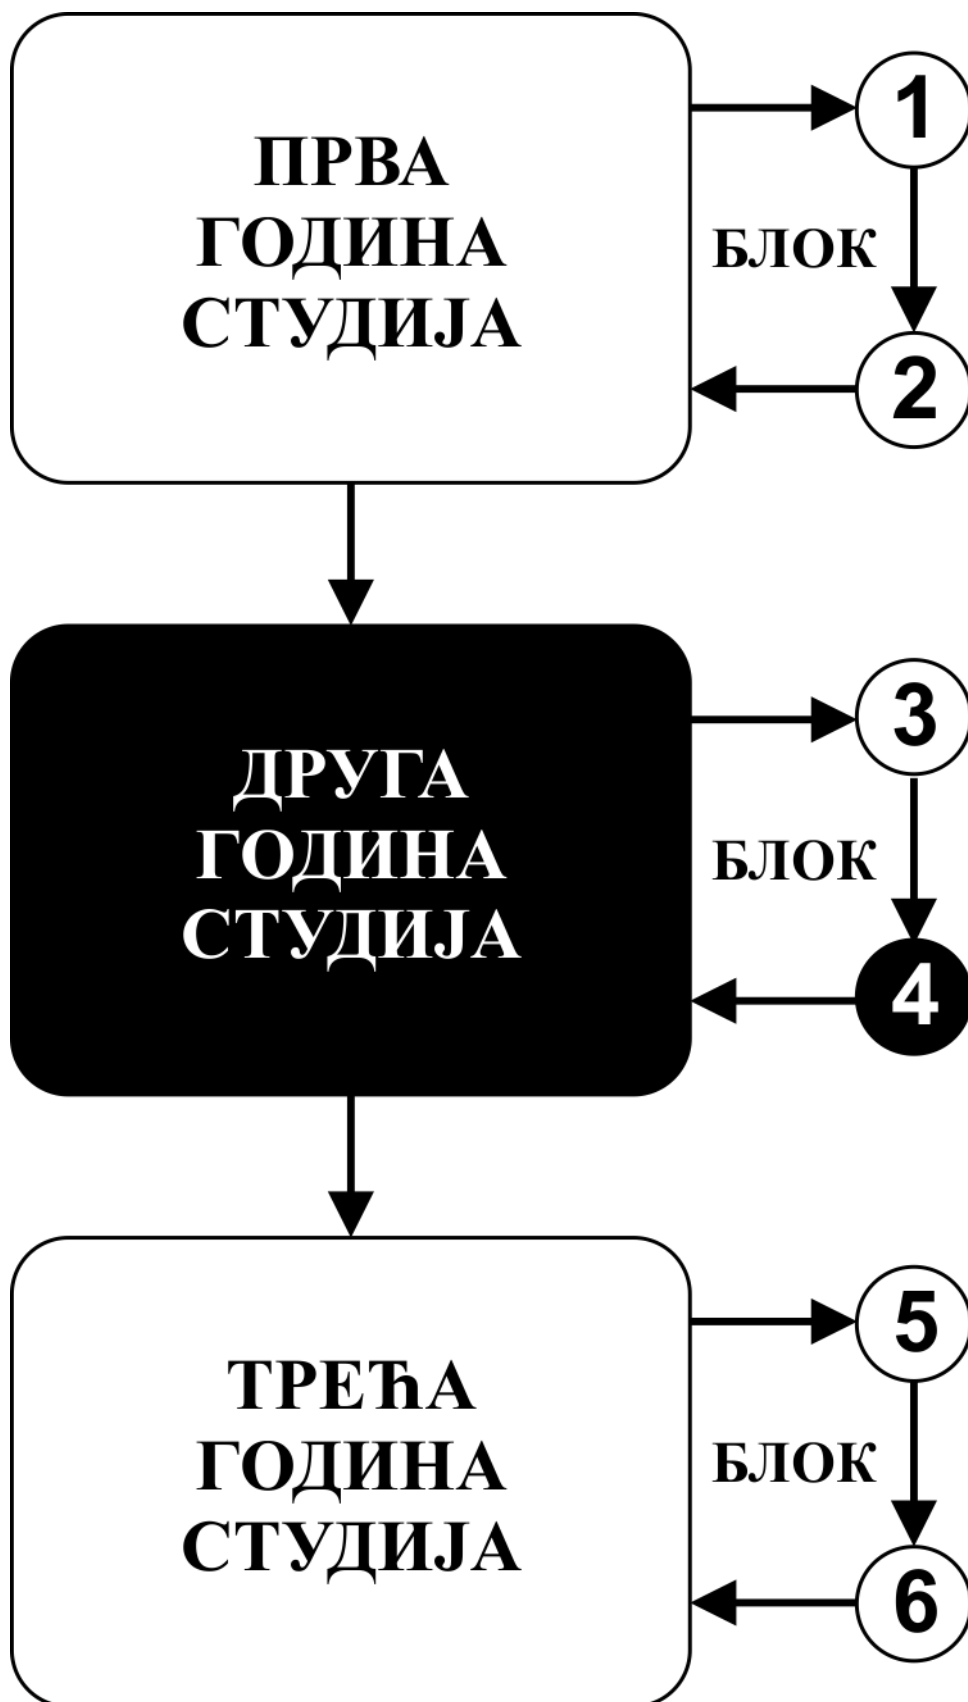 ПРВА
ГОДИНА
СТУДИЈА
1
БЛОК
2
ДРУГА
ГОДИНА
СТУДИЈА
3
БЛОК
4
ТРЕЋА
ГОДИНА
СТУДИЈА
5
БЛОК
6